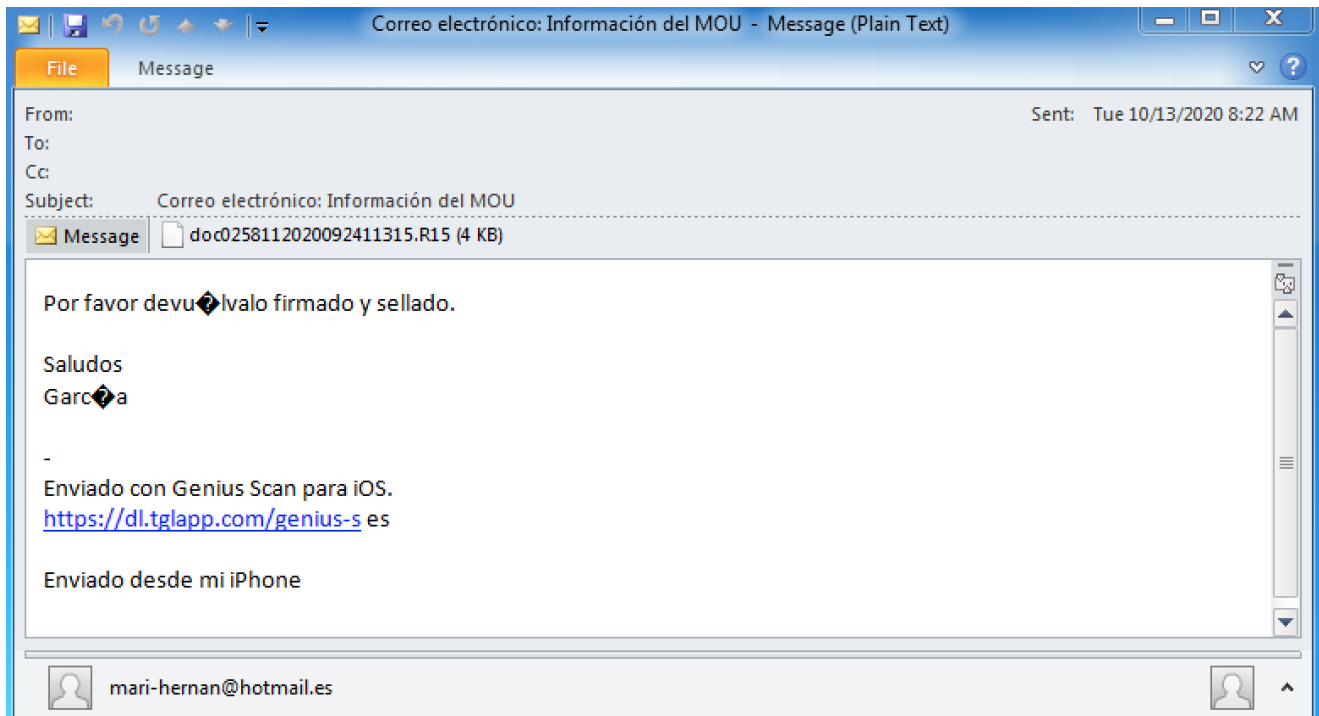 Correo electrónico: Información del MOU - Message (Plain Text)
File Message
From: Sent: Tue 10/13/2020 8:22 AM
To:
Cc:
Subject: Correo electrónico: Información del MOU
Message doc0258112020092411315.R15 (4 KB)
Por favor devu�lvalo firmado y sellado.
Saludos
Garc�a
-
Enviado con Genius Scan para iOS.
https://dl.tglapp.com/genius-s es
Enviado desde mi iPhone
mari-hernan@hotmail.es